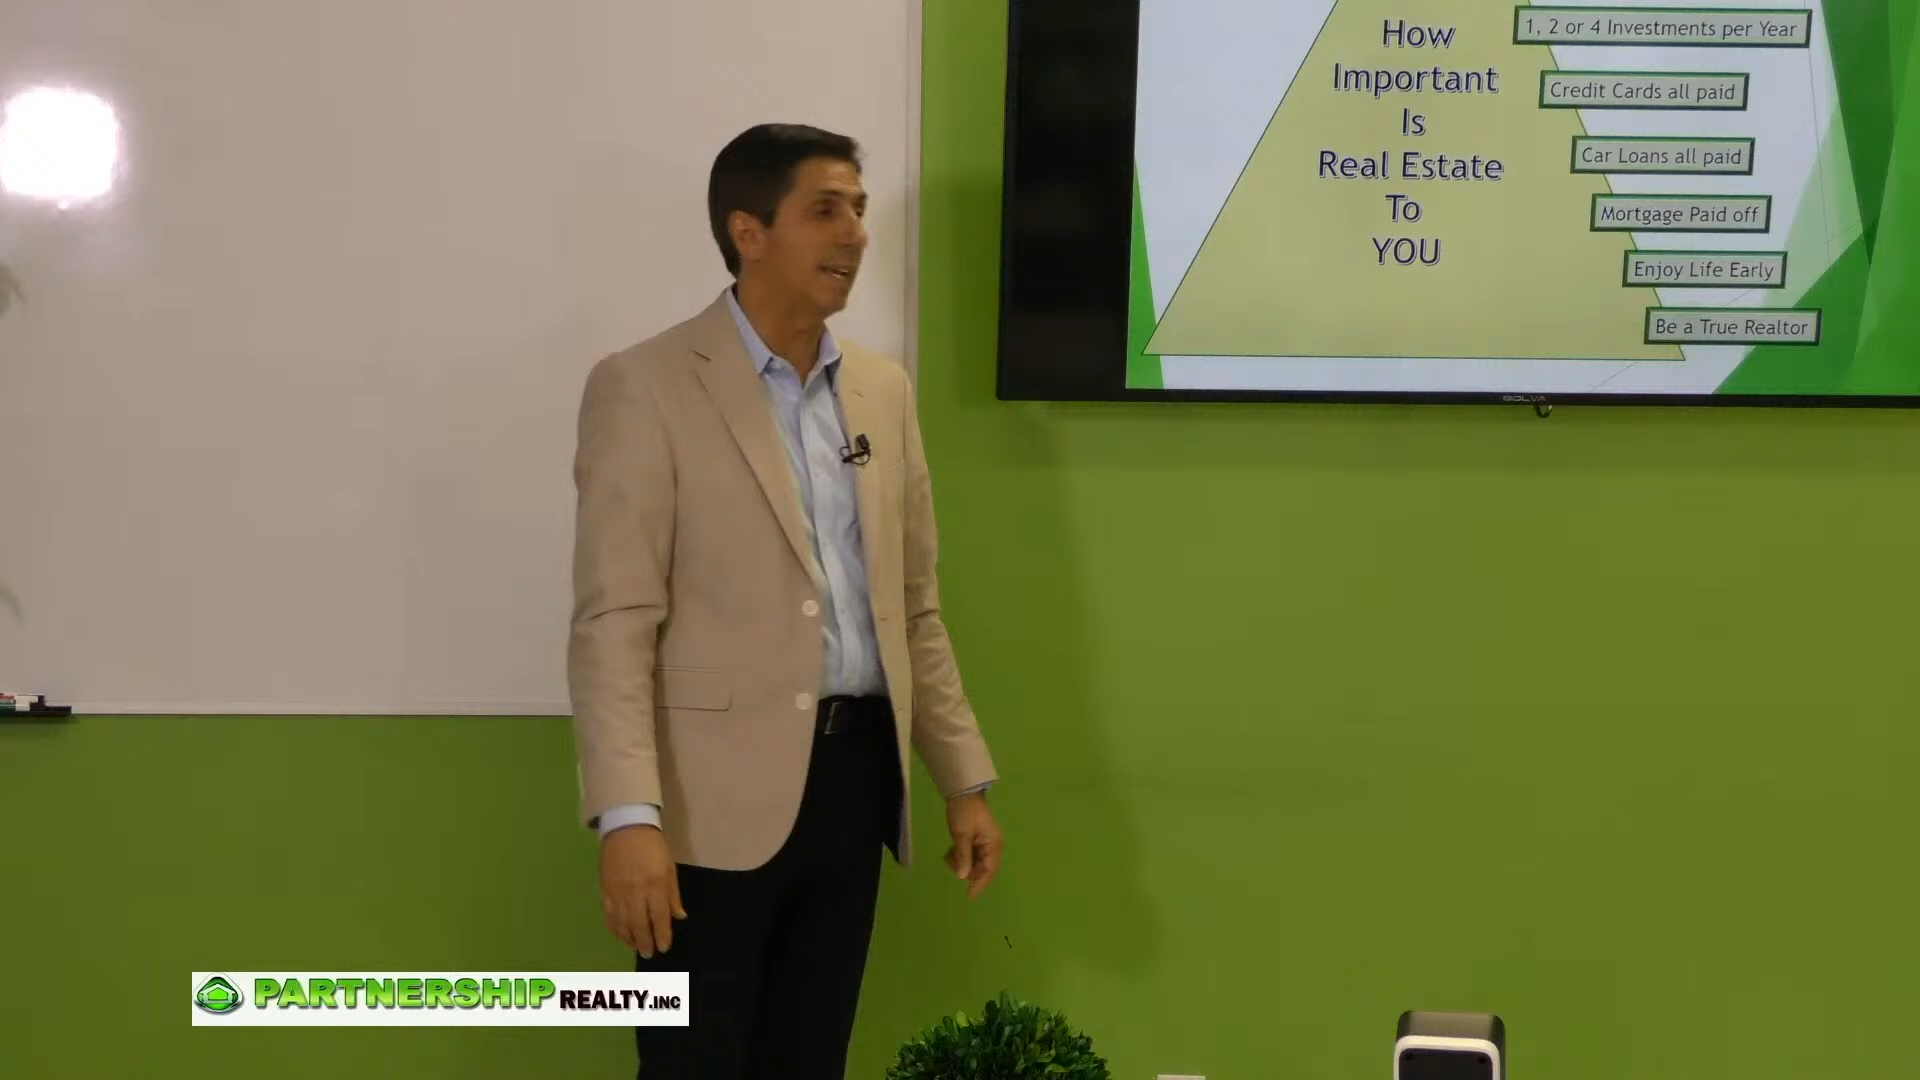 How
Important
Is
Real Estate
To
YOU
1, 2 or 4 Investments per Year
Credit Cards all paid
Car Loans all paid
Mortgage Paid off
Enjoy Life Early
Be a True Realtor
BOLVA
PARTNERSHIP REALTY.INC